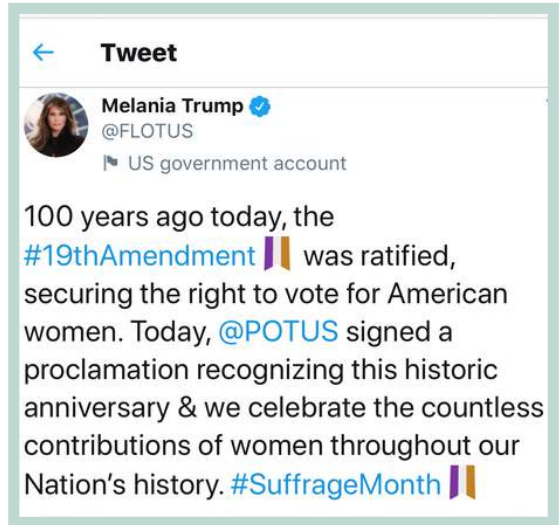 ← Tweet
Melania Trump
@FLOTUS
US government account
100 years ago today, the
#19thAmendment was ratified,
securing the right to vote for American
women. Today, @POTUS signed a
proclamation recognizing this historic
anniversary & we celebrate the countless
contributions of women throughout our
Nation’s history. #SuffrageMonth